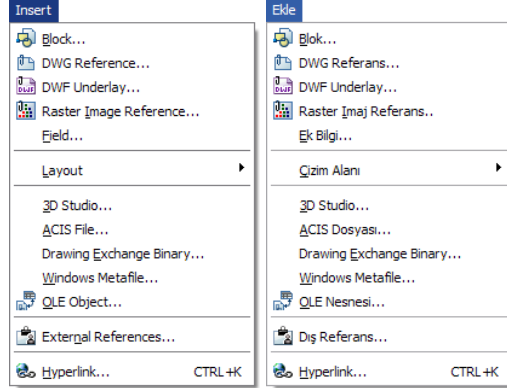 Insert
Block...
DWG Reference...
DWF Underlay...
Raster Image Reference...
Field...
Layout
3D Studio...
ACIS File...
Drawing Exchange Binary...
Windows Metafile...
OLE Object...
External References...
Hyperlink... CTRL+K
Ekle
Blok...
DWG Referans...
DWF Underlay...
Raster Imaj Referans..
Ek Bilgi...
Çizim Alanı
3D Studio...
ACIS Dosyası...
Drawing Exchange Binary...
Windows Metafile...
OLE Nesnesi...
Dış Referans...
Hyperlink... CTRL+K